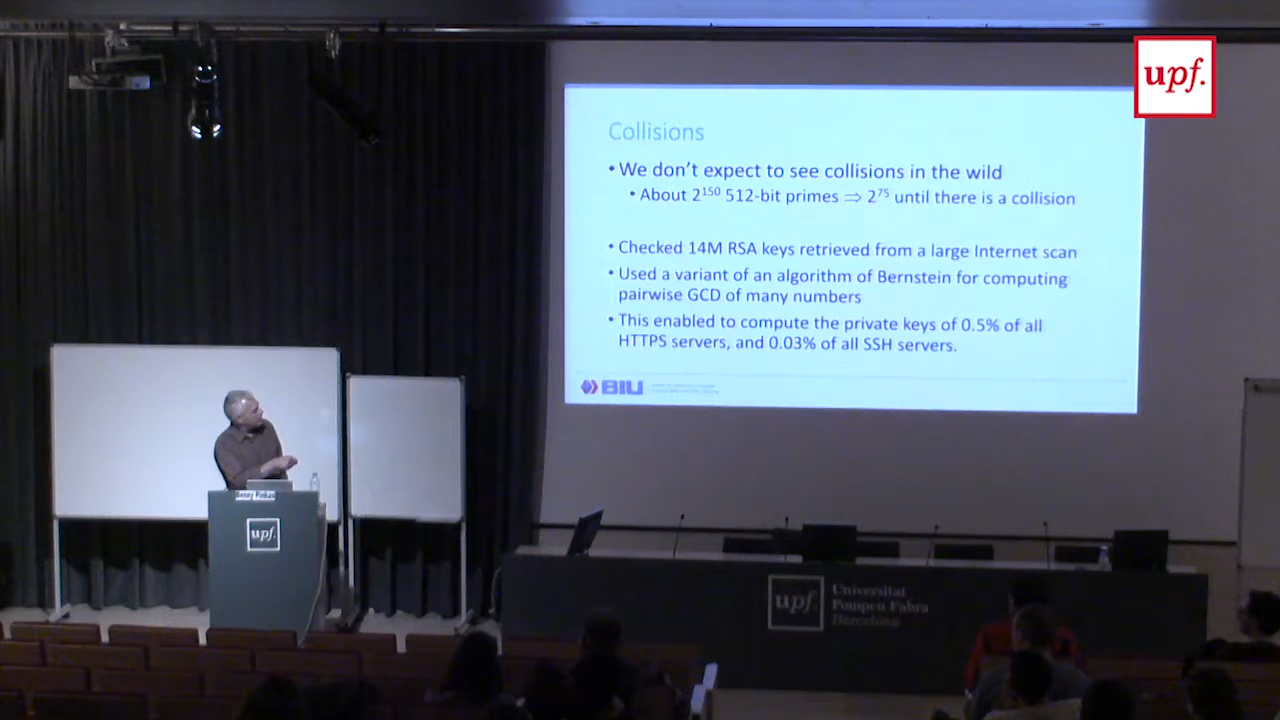 upf.
Collisions
• We don't expect to see collisions in the wild
• About 2¹⁵⁰ 512-bit primes ⇒ 2⁷⁵ until there is a collision
• Checked 14M RSA keys retrieved from a large Internet scan
• Used a variant of an algorithm of Bernstein for computing
pairwise GCD of many numbers
• This enabled to compute the private keys of 0.5% of all
HTTPS servers, and 0.03% of all SSH servers.
BIU
Benny Pinkas
upf.
upf.
Universitat
Pompeu Fabra
Barcelona